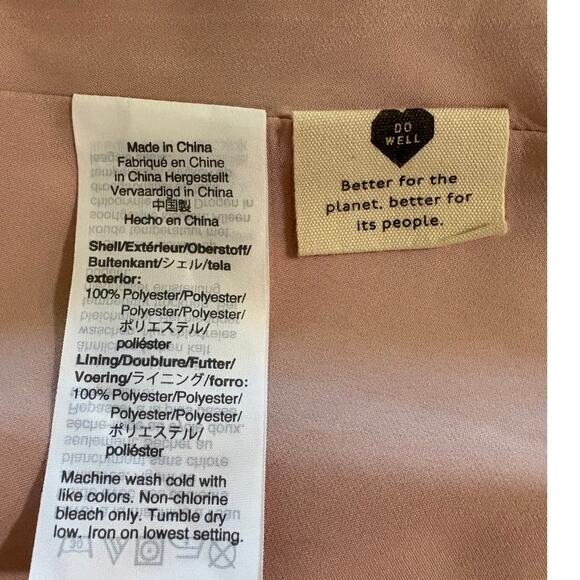 Made in China
Fabriqué en Chine
in China Hergestellt
Vervaardigd in China
中国製
Hecho en China
Shell/Extérieur/Oberstoff/
Buitenkant/シェル/tela
exterior:
100% Polyester/Polyester/
Polyester/Polyester/
ポリエステル/
poliéster
Lining/Doublure/Futter/
Voering/ライニング/forro:
100% Polyester/Polyester/
Polyester/Polyester/
ポリエステル/
poliéster
Machine wash cold with
like colors. Non-chlorine
bleach only. Tumble dry
low. Iron on lowest setting.
DO
WELL
Better for the
planet. better for
its people.